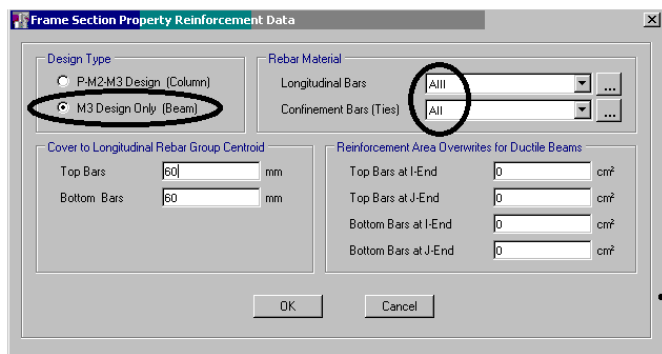 Frame Section Property Reinforcement Data
Design Type
P-M2-M3 Design (Column)
M3 Design Only (Beam)
Rebar Material
Longitudinal Bars AIII ...
Confinement Bars (Ties) AII ...
Cover to Longitudinal Rebar Group Centroid
Top Bars 60 mm
Bottom Bars 60 mm
Reinforcement Area Overwrites for Ductile Beams
Top Bars at I-End 0 cm²
Top Bars at J-End 0 cm²
Bottom Bars at I-End 0 cm²
Bottom Bars at J-End 0 cm²
OK Cancel